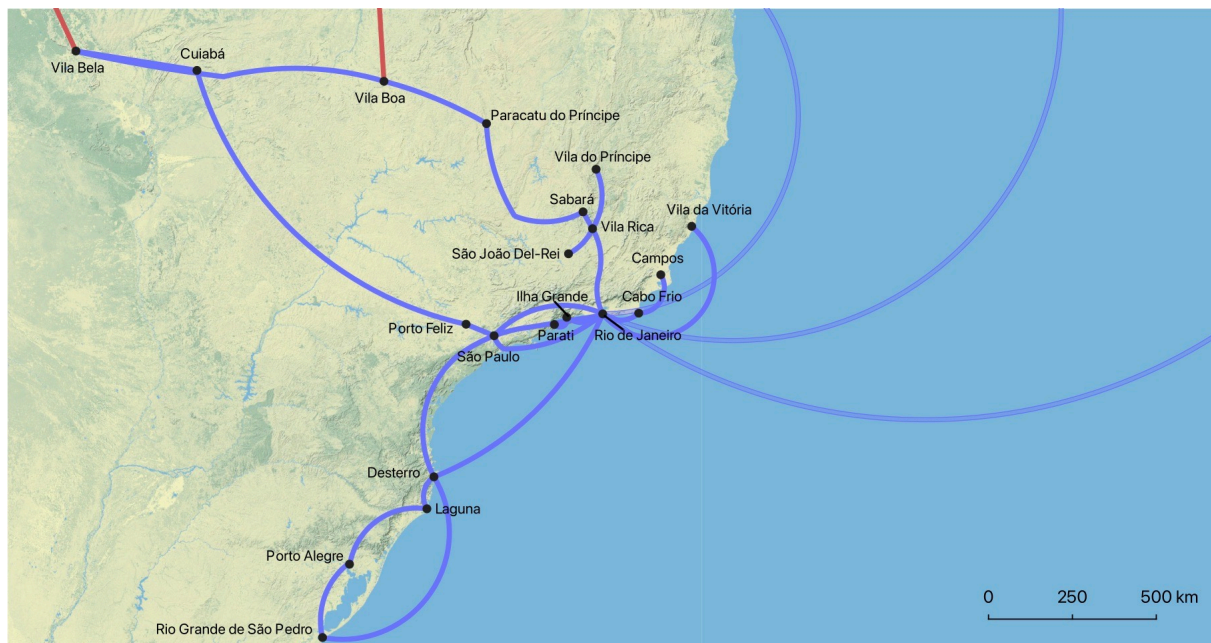 Cuiabá
Vila Bela
Vila Boa
Paracatu do Príncipe
Vila do Príncipe
Sabará
Vila da Vitória
Vila Rica
São João Del-Rei
Campos
Ilha Grande
Cabo Frio
Porto Feliz
Parati
Rio de Janeiro
São Paulo
Desterro
Laguna
Porto Alegre
0 250 500 km
Rio Grande de São Pedro